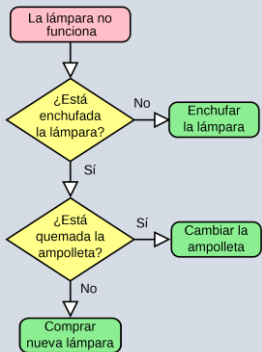 La lámpara no
funciona
¿Está
enchufada
la lámpara?
No
Enchufar
la lámpara
Sí
¿Está
quemada la
ampolleta?
Sí
Cambiar la
ampolleta
No
Comprar
nueva lámpara